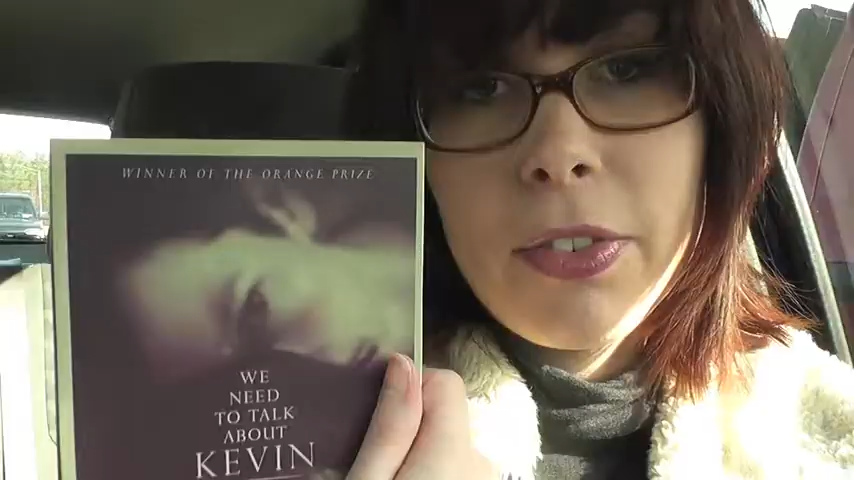 WINNER OF THE ORANGE PRIZE
WE
NEED
TO TALK
ABOUT
KEVIN